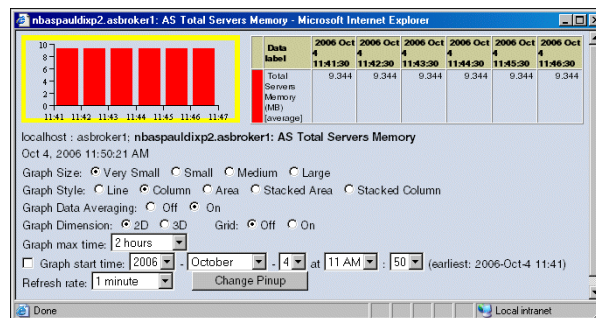 nbaspauldixp2.asbroker1: AS Total Servers Memory - Microsoft Internet Explorer
10
8
6
4
2
0
11:41 11:42 11:43 11:44 11:45 11:46 11:47
Data label 2006 Oct 4 11:41:30 2006 Oct 4 11:42:30 2006 Oct 4 11:43:30 2006 Oct 4 11:44:30 2006 Oct 4 11:45:30 2006 Oct 4 11:46:30
Total Servers Memory (MB) [average] 9.344 9.344 9.344 9.344 9.344 9.344
localhost : asbroker1; nbaspauldixp2.asbroker1: AS Total Servers Memory
Oct 4, 2006 11:50:21 AM
Graph Size: Very Small Small Medium Large
Graph Style: Line Column Area Stacked Area Stacked Column
Graph Data Averaging: Off On
Graph Dimension: 2D 3D Grid: Off On
Graph max time: 2 hours
Graph start time: 2006 - October - 4 at 11 AM : 50 (earliest: 2006-Oct-4 11:41)
Refresh rate: 1 minute Change Pinup
Done Local intranet